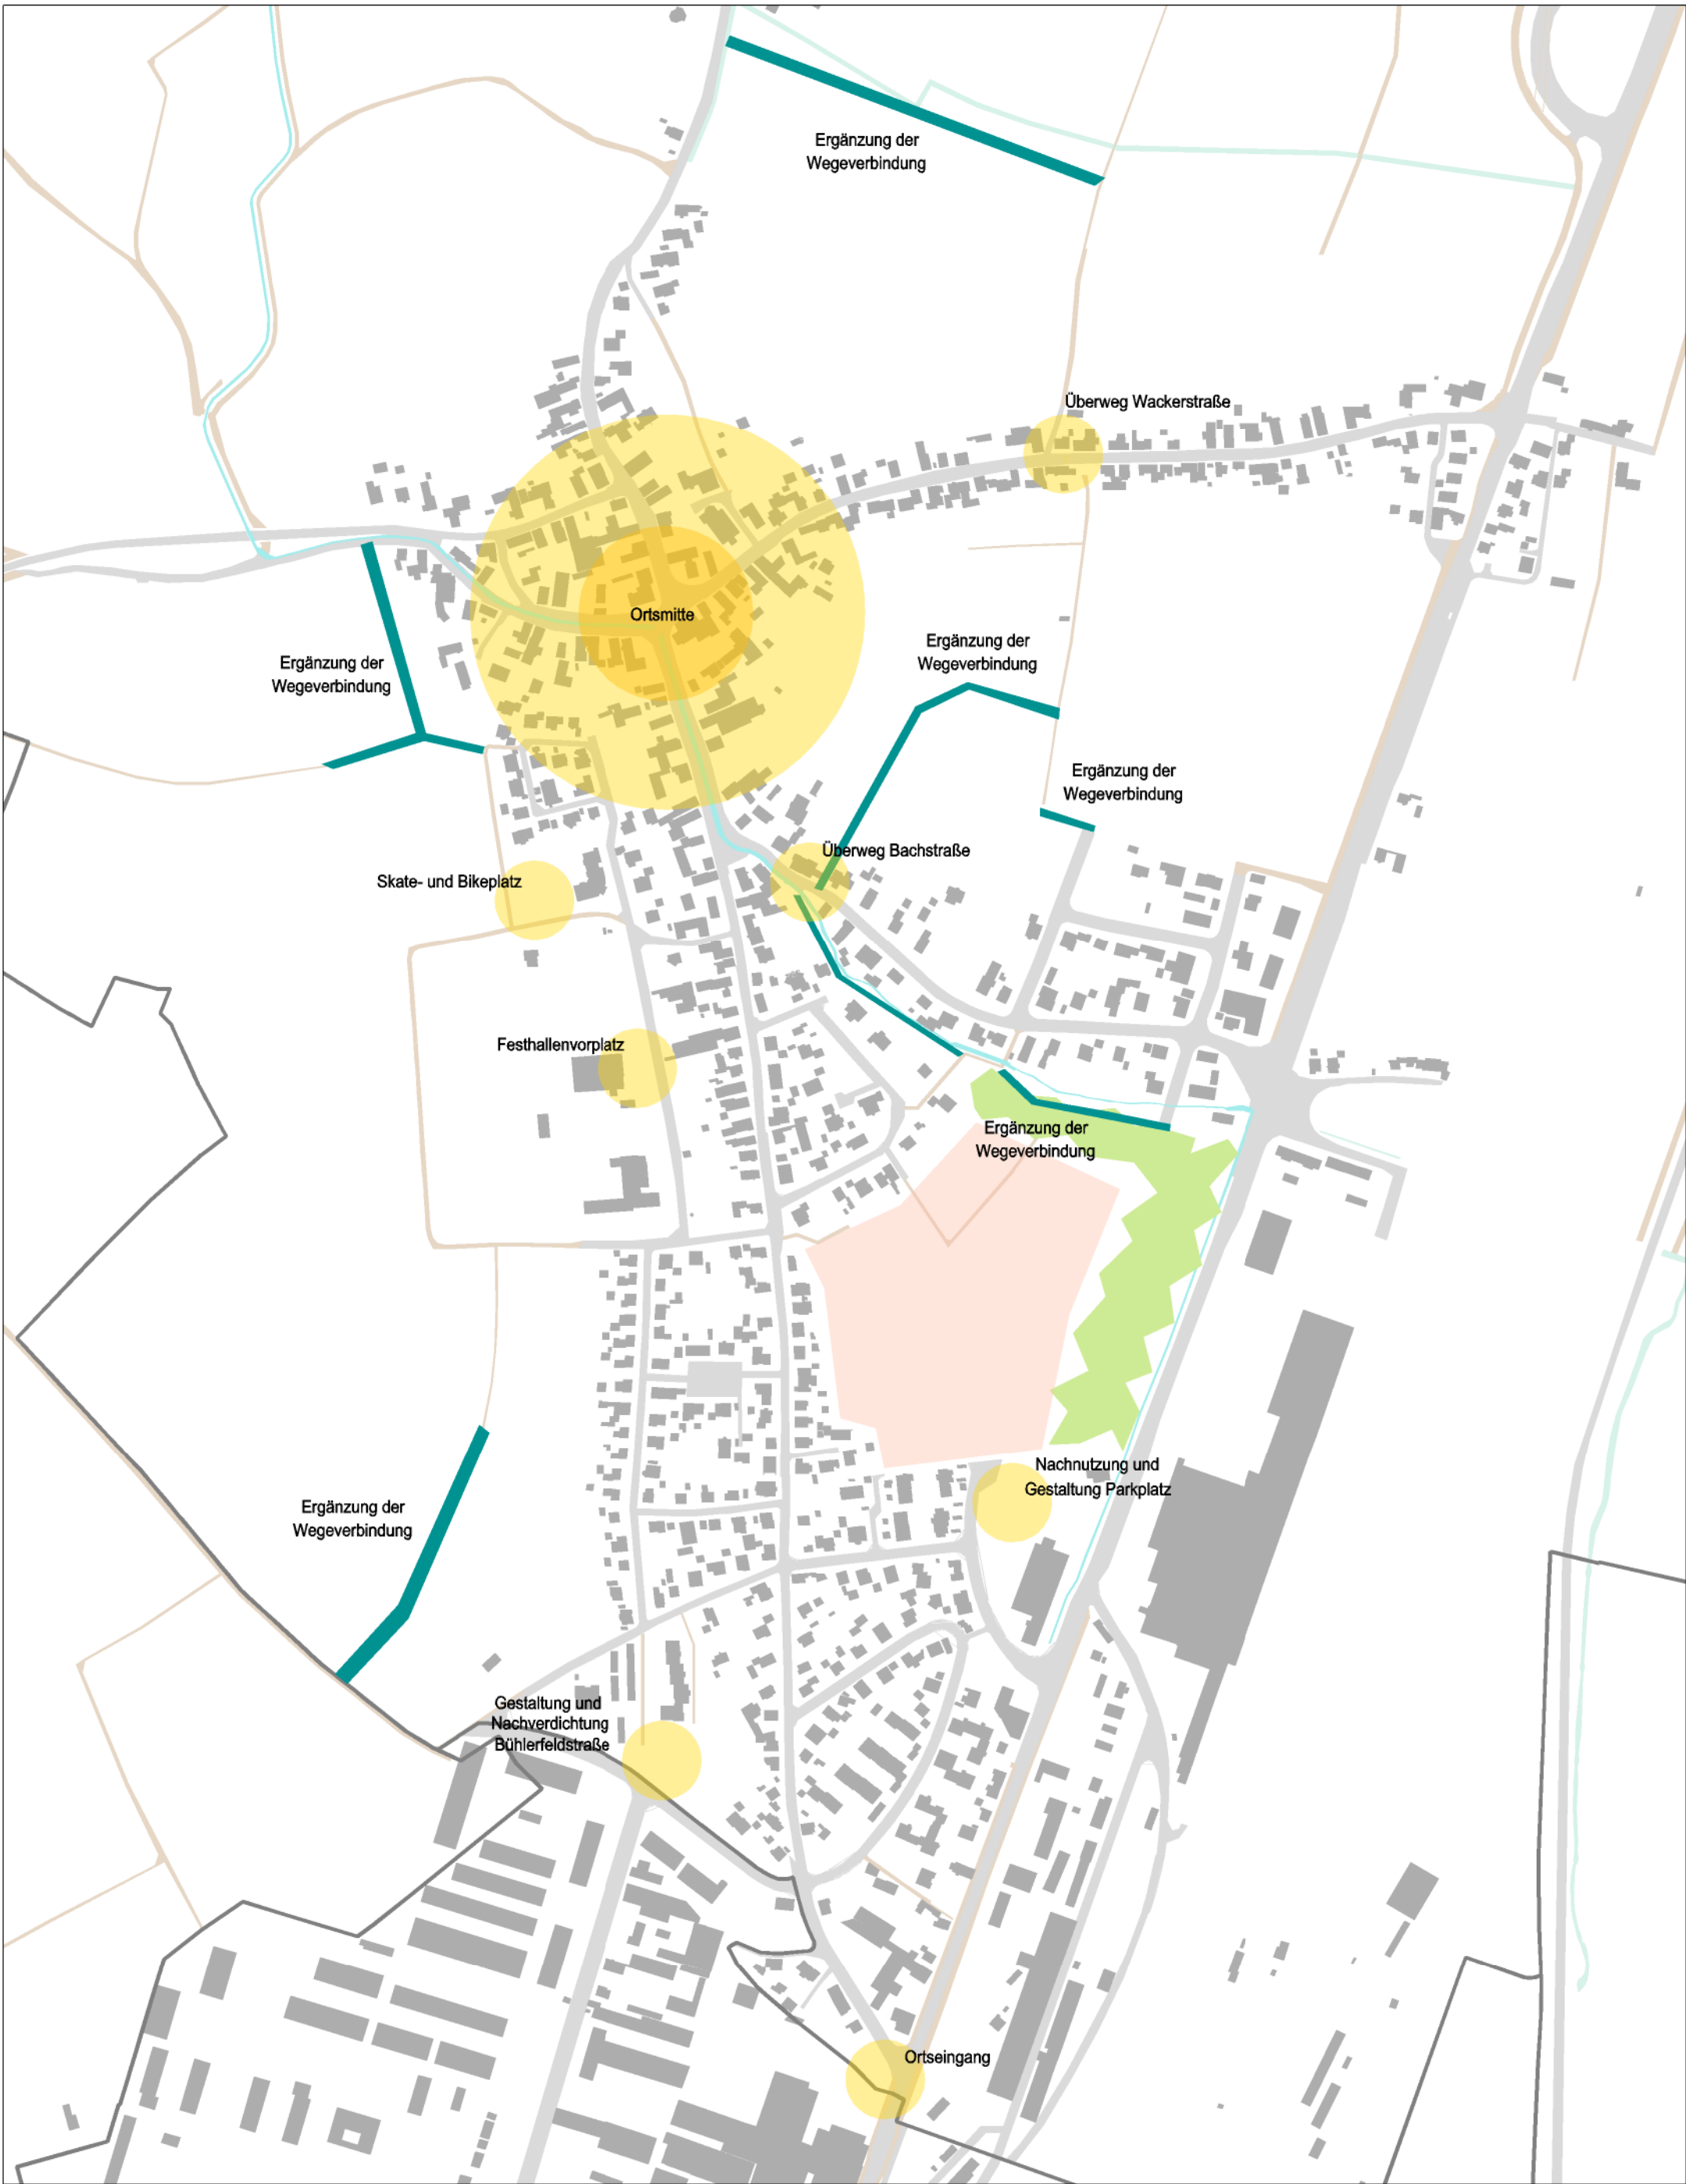 Ergänzung der
Wegeverbindung
Überweg Wackerstraße
Ortsmitte
Ergänzung der
Wegeverbindung
Ergänzung der
Wegeverbindung
Ergänzung der
Wegeverbindung
Überweg Bachstraße
Skate- und Bikeplatz
Festhallenvorplatz
Ergänzung der
Wegeverbindung
Nachnutzung und
Gestaltung Parkplatz
Ergänzung der
Wegeverbindung
Gestaltung und
Nachverdichtung
Bühlerfeldstraße
Ortseingang